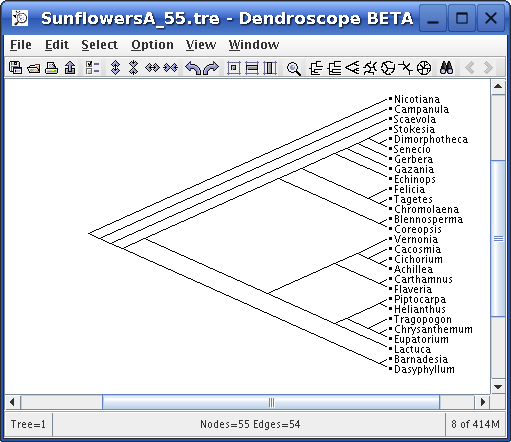 SunflowersA_55.tre - Dendroscope BETA
File Edit Select Option View Window
Nicotiana
Campanula
Scaevola
Stokesia
Dimorphotheca
Senecio
Gerbera
Gazania
Echinops
Felicia
Tagetes
Chromolaena
Blennosperma
Coreopsis
Vernonia
Cacosmia
Cichorium
Achillea
Carthamnus
Flaveria
Piptocarpa
Helianthus
Tragopogon
Chrysanthemum
Eupatorium
Lactuca
Barnadesia
Dasyphyllum
Tree=1 Nodes=55 Edges=54 8 of 414M